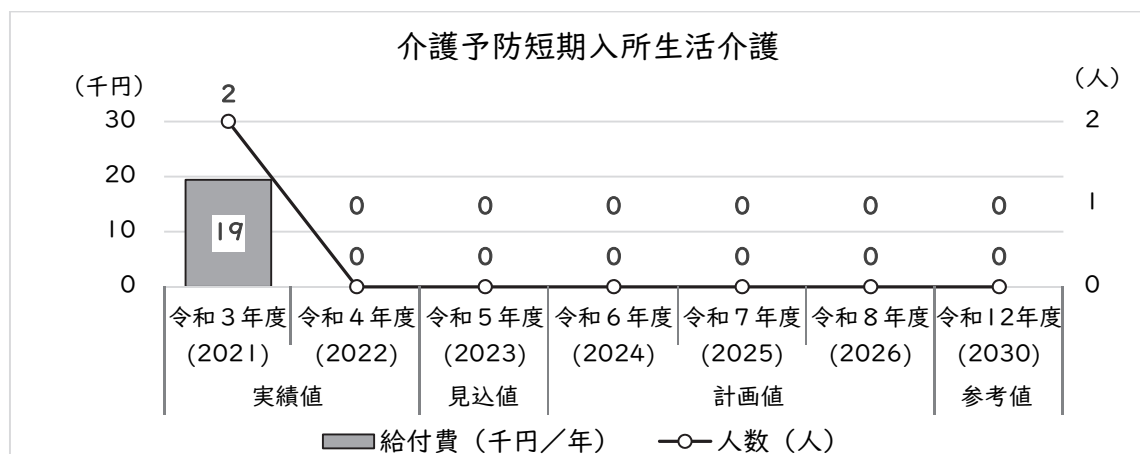 介護予防短期入所生活介護
（千円） （人）
2
30 2
20
0 0 0 0 0 0
1
10
19
0 0 0 0 0 0
0 0
令和３年度 令和４年度 令和５年度 令和６年度 令和７年度 令和８年度 令和12年度
(2021) (2022) (2023) (2024) (2025) (2026) (2030)
実績値 見込値 計画値 参考値
給付費（千円／年） 人数（人）